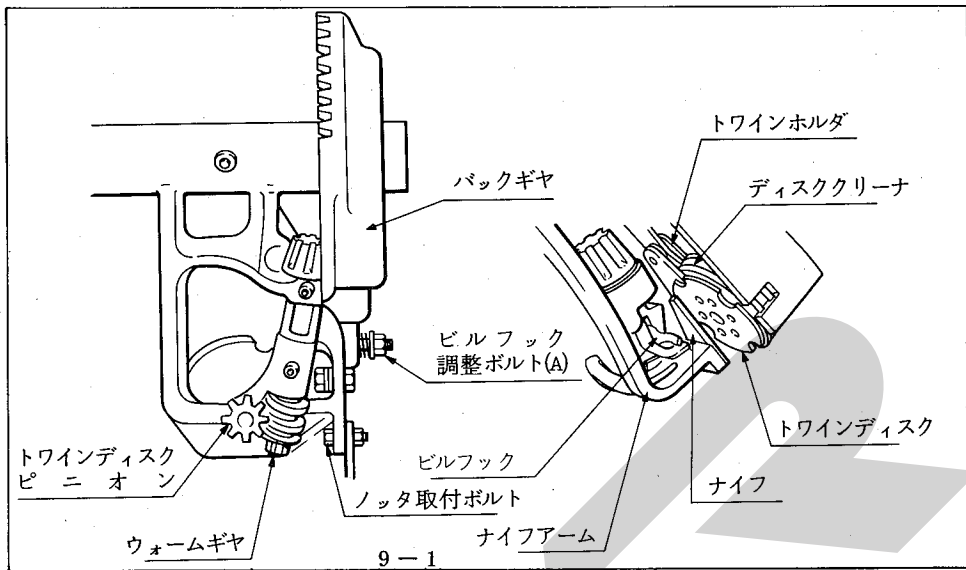 トワインホルダ
ディスククリーナ
バックギヤ
ビルフック
調整ボルト(A)
トワインディスク
ピニオン
ウォームギヤ
ノッタ取付ボルト
ビルフック
ナイフアーム
ナイフ
トワインディスク
9－1